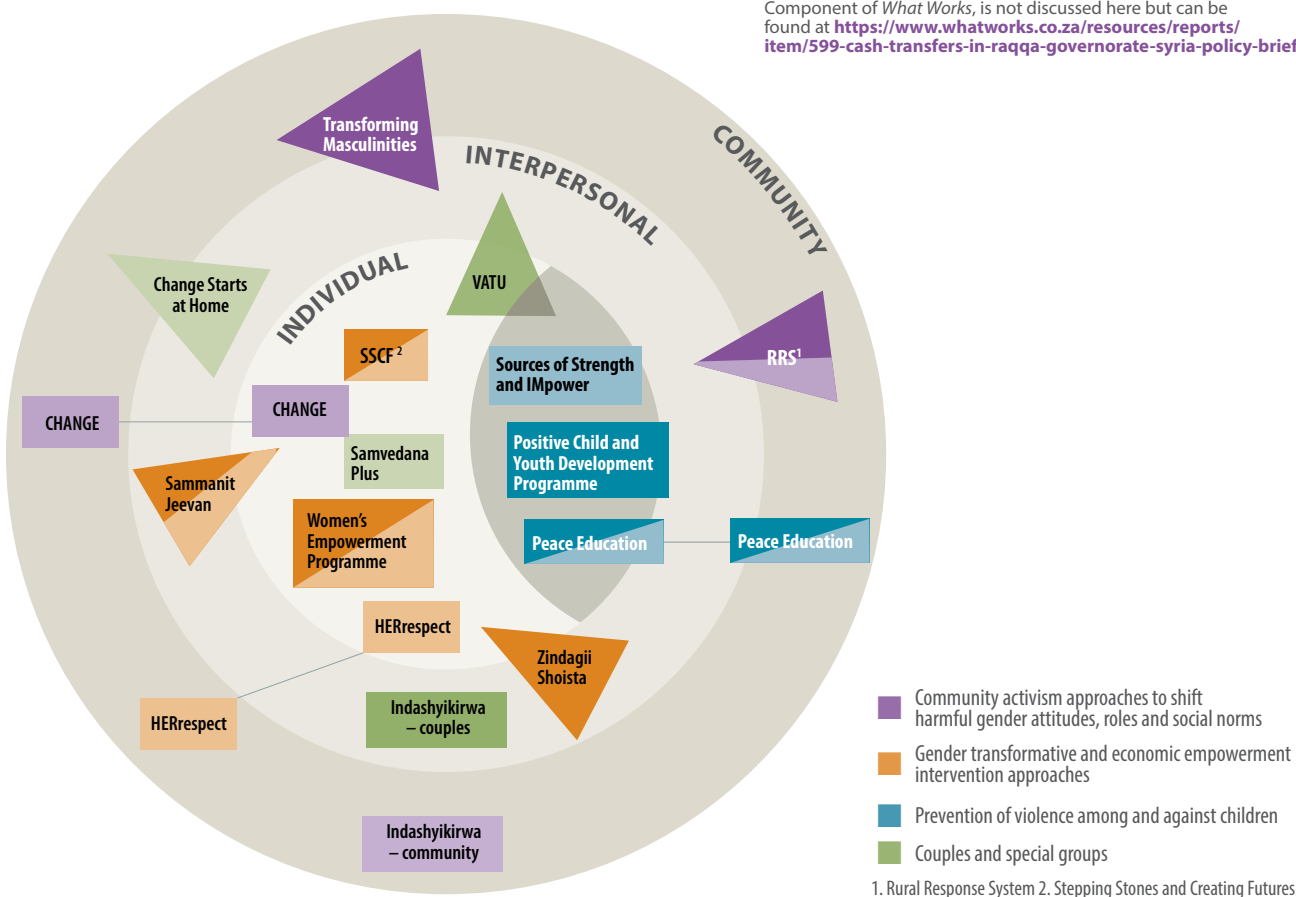 Component of What Works, is not discussed here but can be
found at https://www.whatworks.co.za/resources/reports/
item/599-cash-transfers-in-raqqa-governorate-syria-policy-brief
COMMUNITY
INTERPERSONAL
INDIVIDUAL
Transforming
Masculinities
VATU
Change Starts
at Home
SSCF 2
Sources of Strength
and IMpower
RRS1
CHANGE
CHANGE
Samvedana
Plus
Positive Child and
Youth Development
Programme
Sammanit
Jeevan
Women's
Empowerment
Programme
Peace Education
Peace Education
HERrespect
Zindagii
Shoista
HERrespect
Indashyikirwa
– couples
Indashyikirwa
– community
Community activism approaches to shift
harmful gender attitudes, roles and social norms
Gender transformative and economic empowerment
intervention approaches
Prevention of violence among and against children
Couples and special groups
1. Rural Response System 2. Stepping Stones and Creating Futures